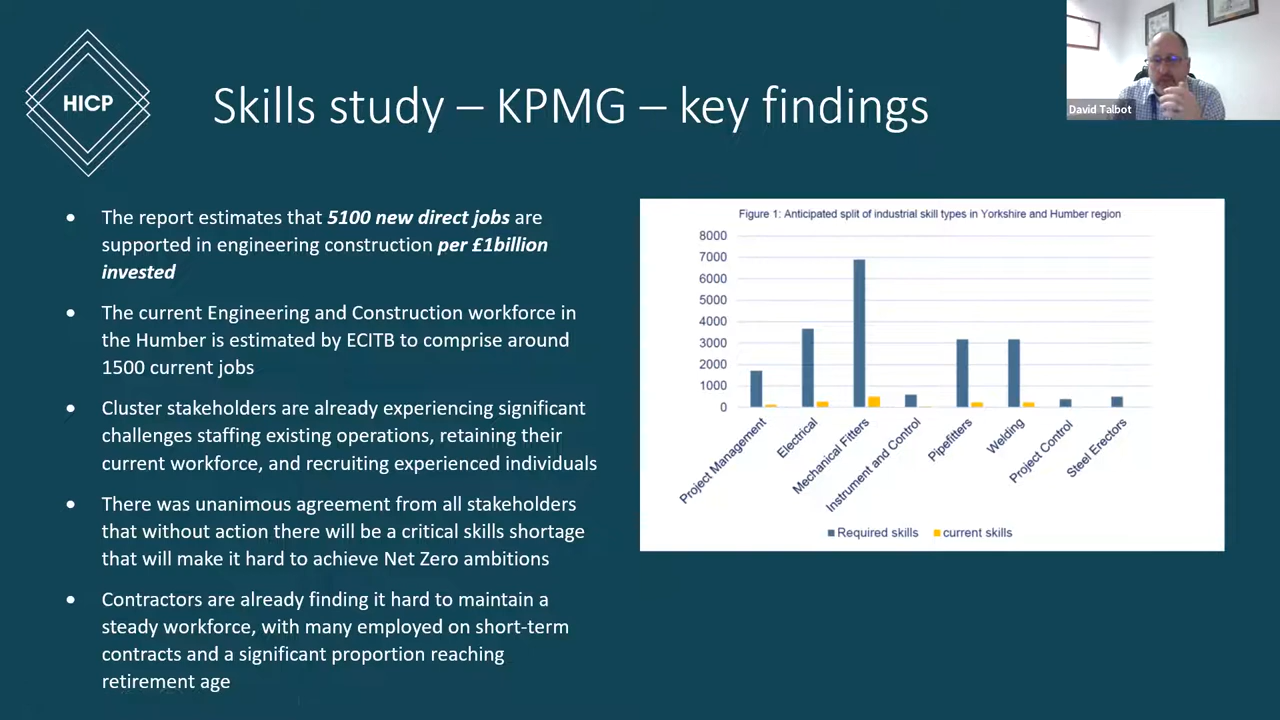 HICP
Skills study – KPMG – key findings
David Talbot
• The report estimates that 5100 new direct jobs are
supported in engineering construction per £1billion
invested
• The current Engineering and Construction workforce in
the Humber is estimated by ECITB to comprise around
1500 current jobs
• Cluster stakeholders are already experiencing significant
challenges staffing existing operations, retaining their
current workforce, and recruiting experienced individuals
• There was unanimous agreement from all stakeholders
that without action there will be a critical skills shortage
that will make it hard to achieve Net Zero ambitions
• Contractors are already finding it hard to maintain a
steady workforce, with many employed on short-term
contracts and a significant proportion reaching
retirement age
Figure 1: Anticipated split of industrial skill types in Yorkshire and Humber region
8000
7000
6000
5000
4000
3000
2000
1000
0
Project Management
Electrical
Mechanical Fitters
Instrument and Control
Pipefitters
Welding
Project Control
Steel Erectors
Required skills
current skills